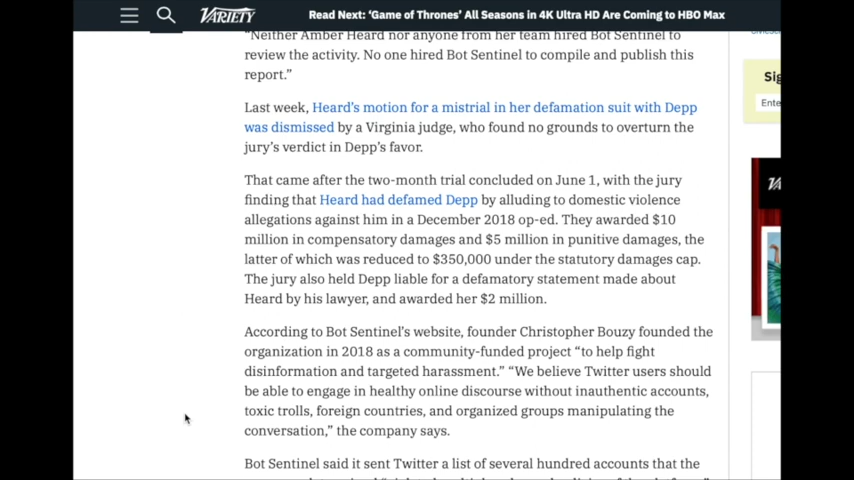 VARIETY
Read Next: ‘Game of Thrones’ All Seasons in 4K Ultra HD Are Coming to HBO Max
“Neither Amber Heard nor anyone from her team hired Bot Sentinel to
review the activity. No one hired Bot Sentinel to compile and publish this
report.”
Last week, Heard’s motion for a mistrial in her defamation suit with Depp
was dismissed by a Virginia judge, who found no grounds to overturn the
jury’s verdict in Depp’s favor.
That came after the two-month trial concluded on June 1, with the jury
finding that Heard had defamed Depp by alluding to domestic violence
allegations against him in a December 2018 op-ed. They awarded $10
million in compensatory damages and $5 million in punitive damages, the
latter of which was reduced to $350,000 under the statutory damages cap.
The jury also held Depp liable for a defamatory statement made about
Heard by his lawyer, and awarded her $2 million.
According to Bot Sentinel’s website, founder Christopher Bouzy founded the
organization in 2018 as a community-funded project “to help fight
disinformation and targeted harassment.” “We believe Twitter users should
be able to engage in healthy online discourse without inauthentic accounts,
toxic trolls, foreign countries, and organized groups manipulating the
conversation,” the company says.
Bot Sentinel said it sent Twitter a list of several hundred accounts that the
Sig
Ente